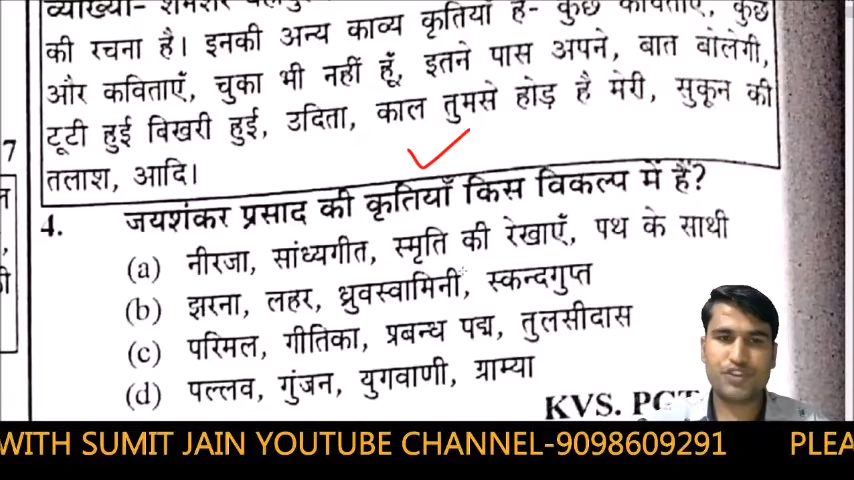 व्याख्या- शमशेर काव्य कृतियाँ हैं- कुछ कविताएँ, कुछ
की रचना है। इनकी अन्य काव्य कृतियाँ
और कविताएँ, चुका भी नहीं हूँ, इतने पास अपने, बात बोलेगी,
टूटी हुई विखरी हुई, उदिता, काल तुमसे होड़ है मेरी, सुकून की
तलाश, आदि।
7
4. जयशंकर प्रसाद की कृतियाँ किस विकल्प में हैं?
(a) नीरजा, सांध्यगीत, स्मृति की रेखाएँ, पथ के साथी
(b) झरना, लहर, ध्रुवस्वामिनी, स्कन्दगुप्त
(c) परिमल, गीतिका, प्रबन्ध पद्म, तुलसीदास
(d) पल्लव, गुंजन, युगवाणी, ग्राम्या
KVS. PGT
WITH SUMIT JAIN YOUTUBE CHANNEL-9098609291 PLEA